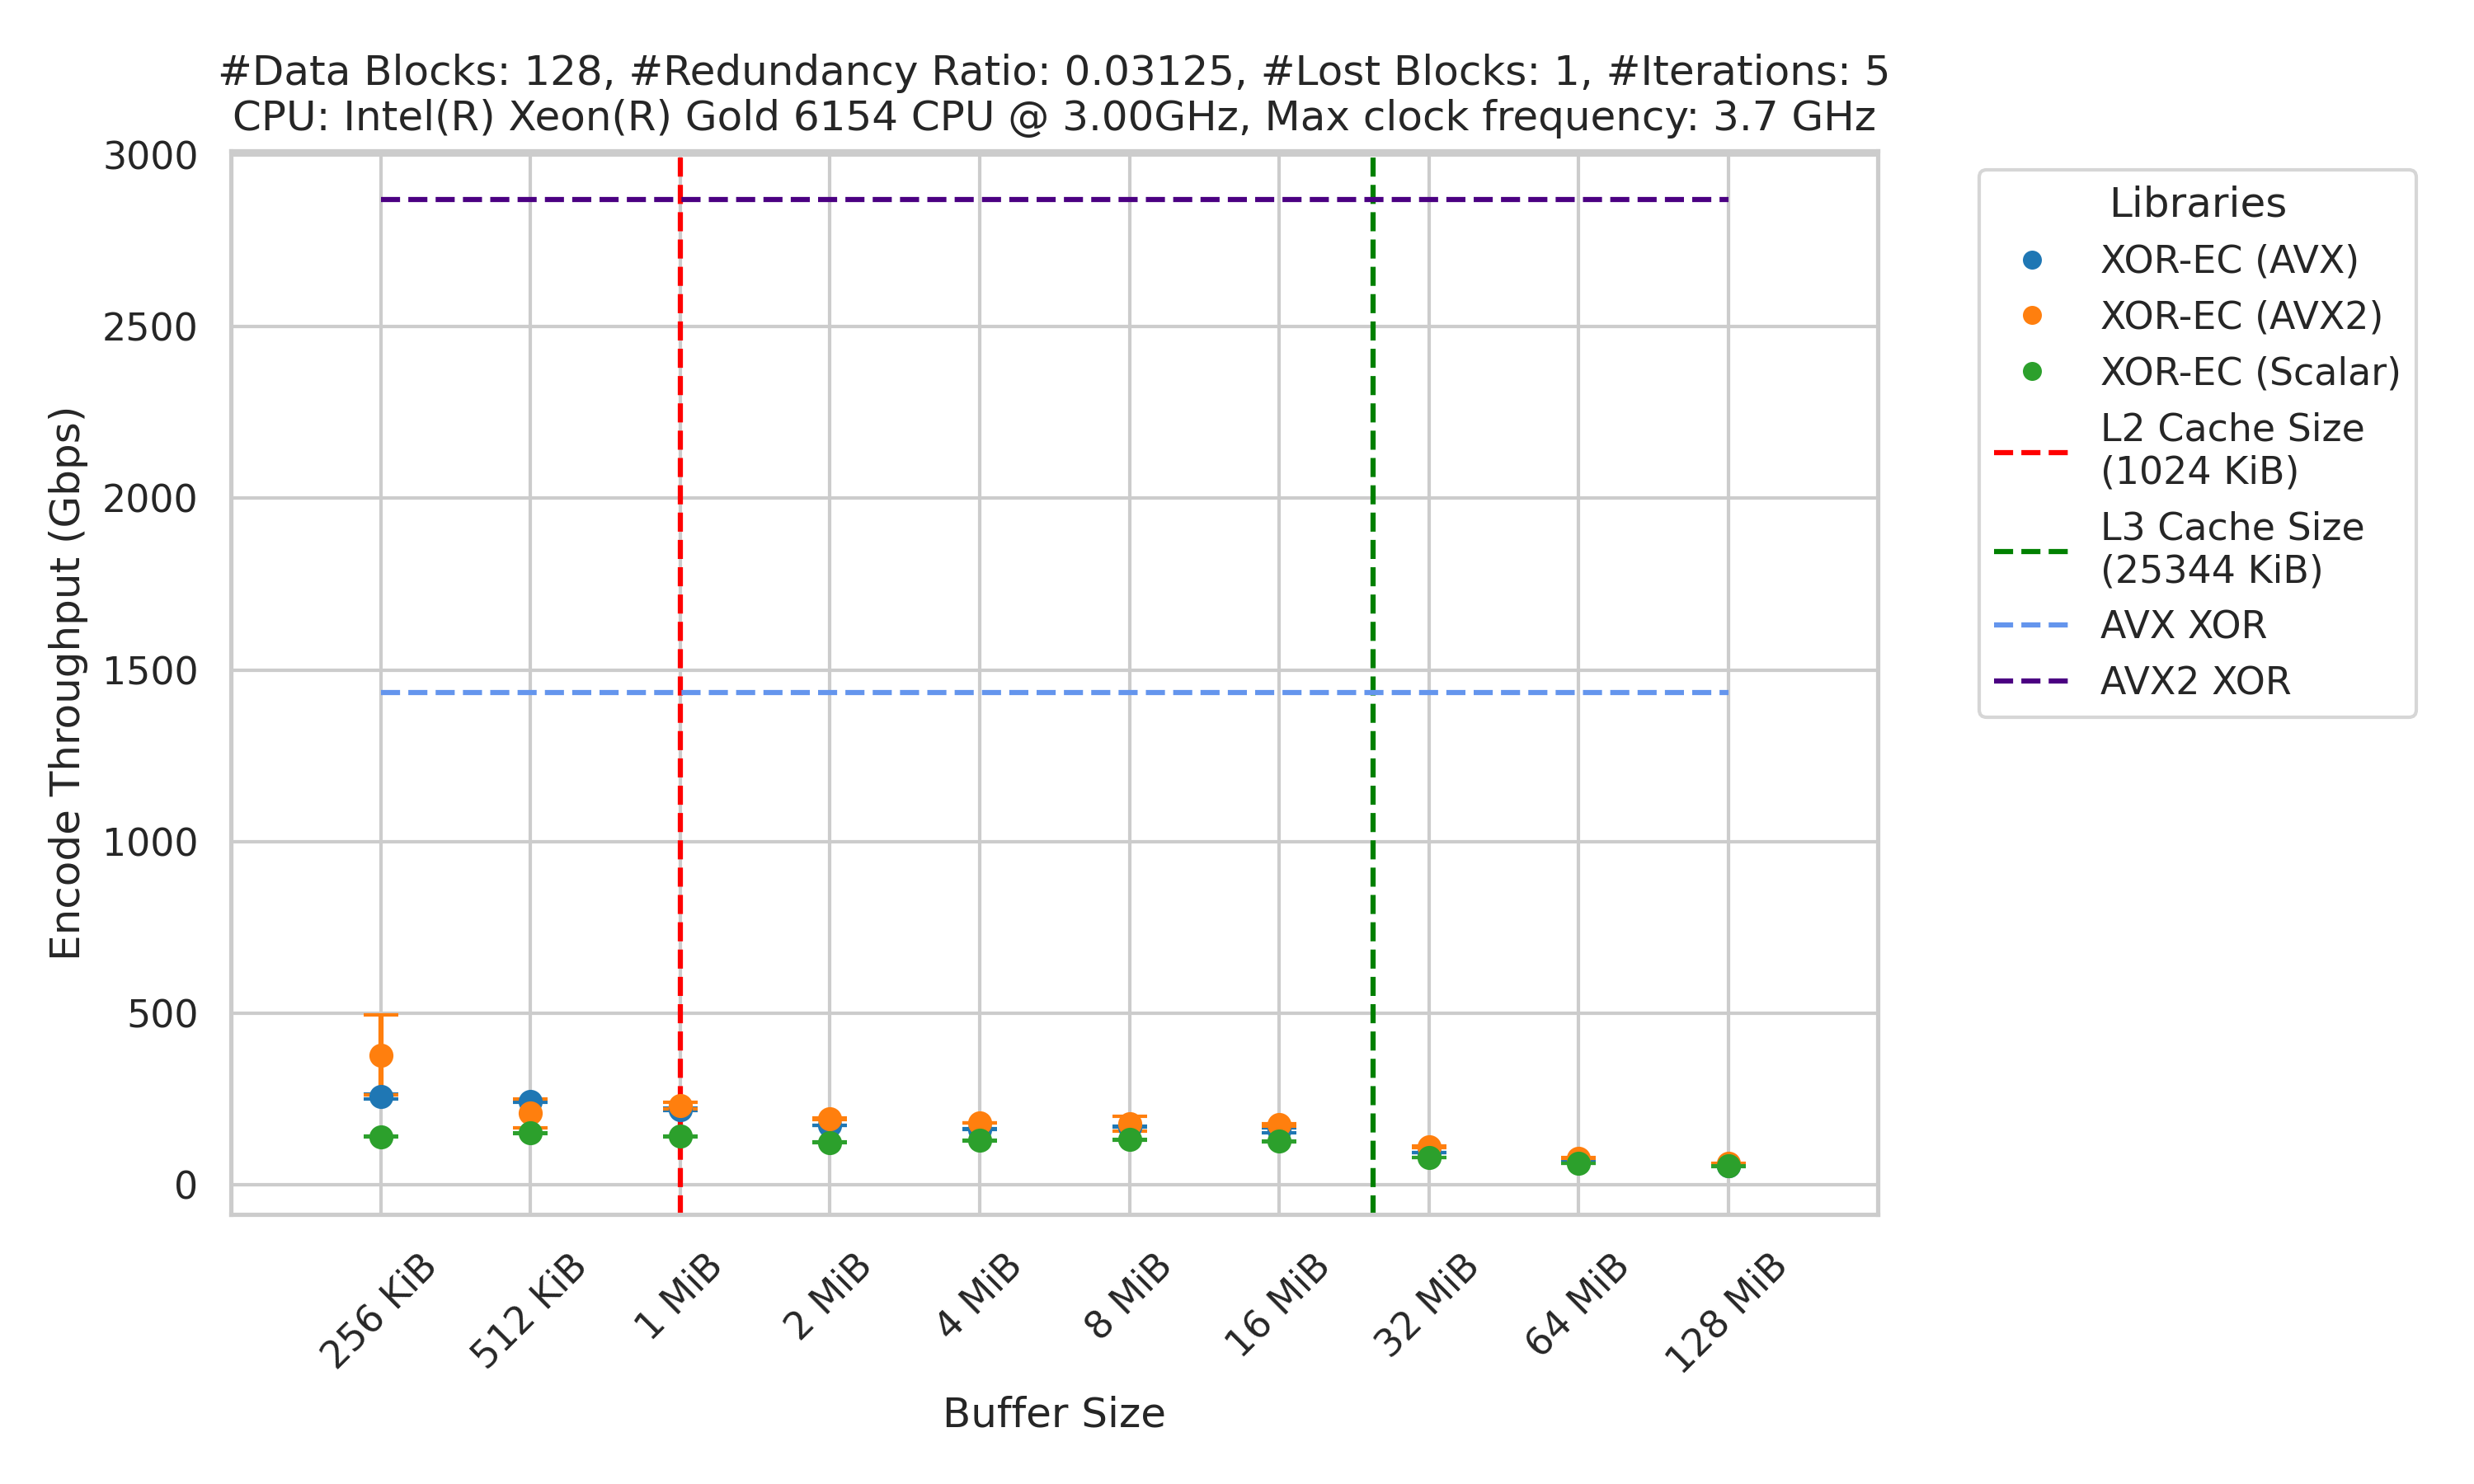 #Data Blocks: 128, #Redundancy Ratio: 0.03125, #Lost Blocks: 1, #Iterations: 5
CPU: Intel(R) Xeon(R) Gold 6154 CPU @ 3.00GHz, Max clock frequency: 3.7 GHz
Encode Throughput (Gbps)
3000
2500
2000
1500
1000
500
0
256 KiB
512 KiB
1 MiB
2 MiB
4 MiB
8 MiB
16 MiB
32 MiB
64 MiB
128 MiB
Buffer Size
Libraries
XOR-EC (AVX)
XOR-EC (AVX2)
XOR-EC (Scalar)
L2 Cache Size
(1024 KiB)
L3 Cache Size
(25344 KiB)
AVX XOR
AVX2 XOR